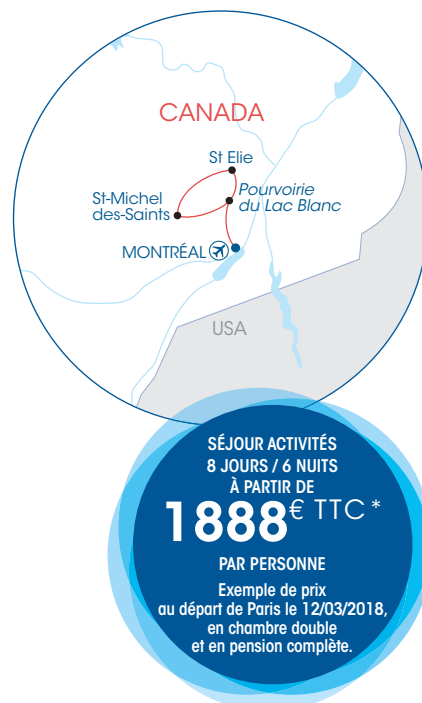 CANADA
St Elie
St-Michel
des-Saints
Pourvoirie
du Lac Blanc
MONTRÉAL
USA
SÉJOUR ACTIVITÉS
8 JOURS / 6 NUITS
À PARTIR DE
1888€ TTC*
PAR PERSONNE
Exemple de prix
au départ de Paris le 12/03/2018,
en chambre double
et en pension complète.